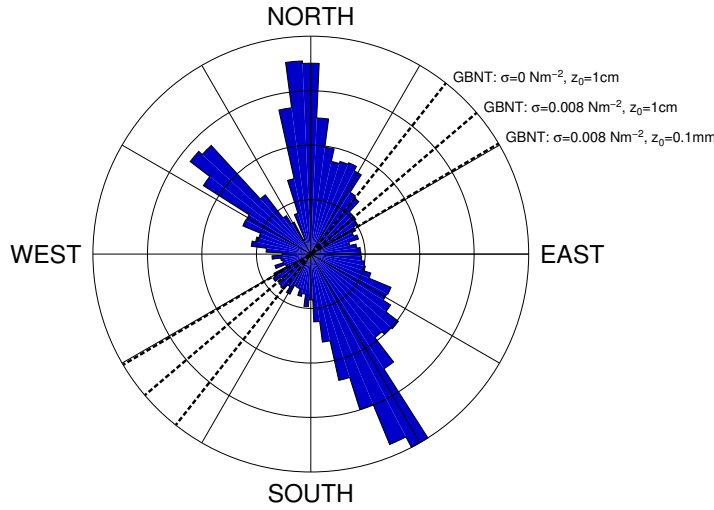 NORTH
GBNT: σ=0 Nm⁻², z₀=1cm
GBNT: σ=0.008 Nm⁻², z₀=1cm
GBNT: σ=0.008 Nm⁻², z₀=0.1mm
WEST
EAST
SOUTH